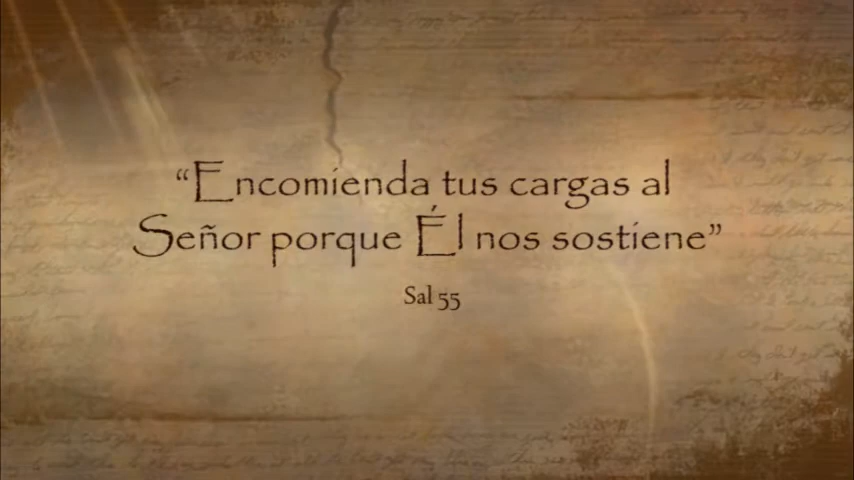 “Encomienda tus cargas al
Señor porque Él nos sostiene”
Sal 55